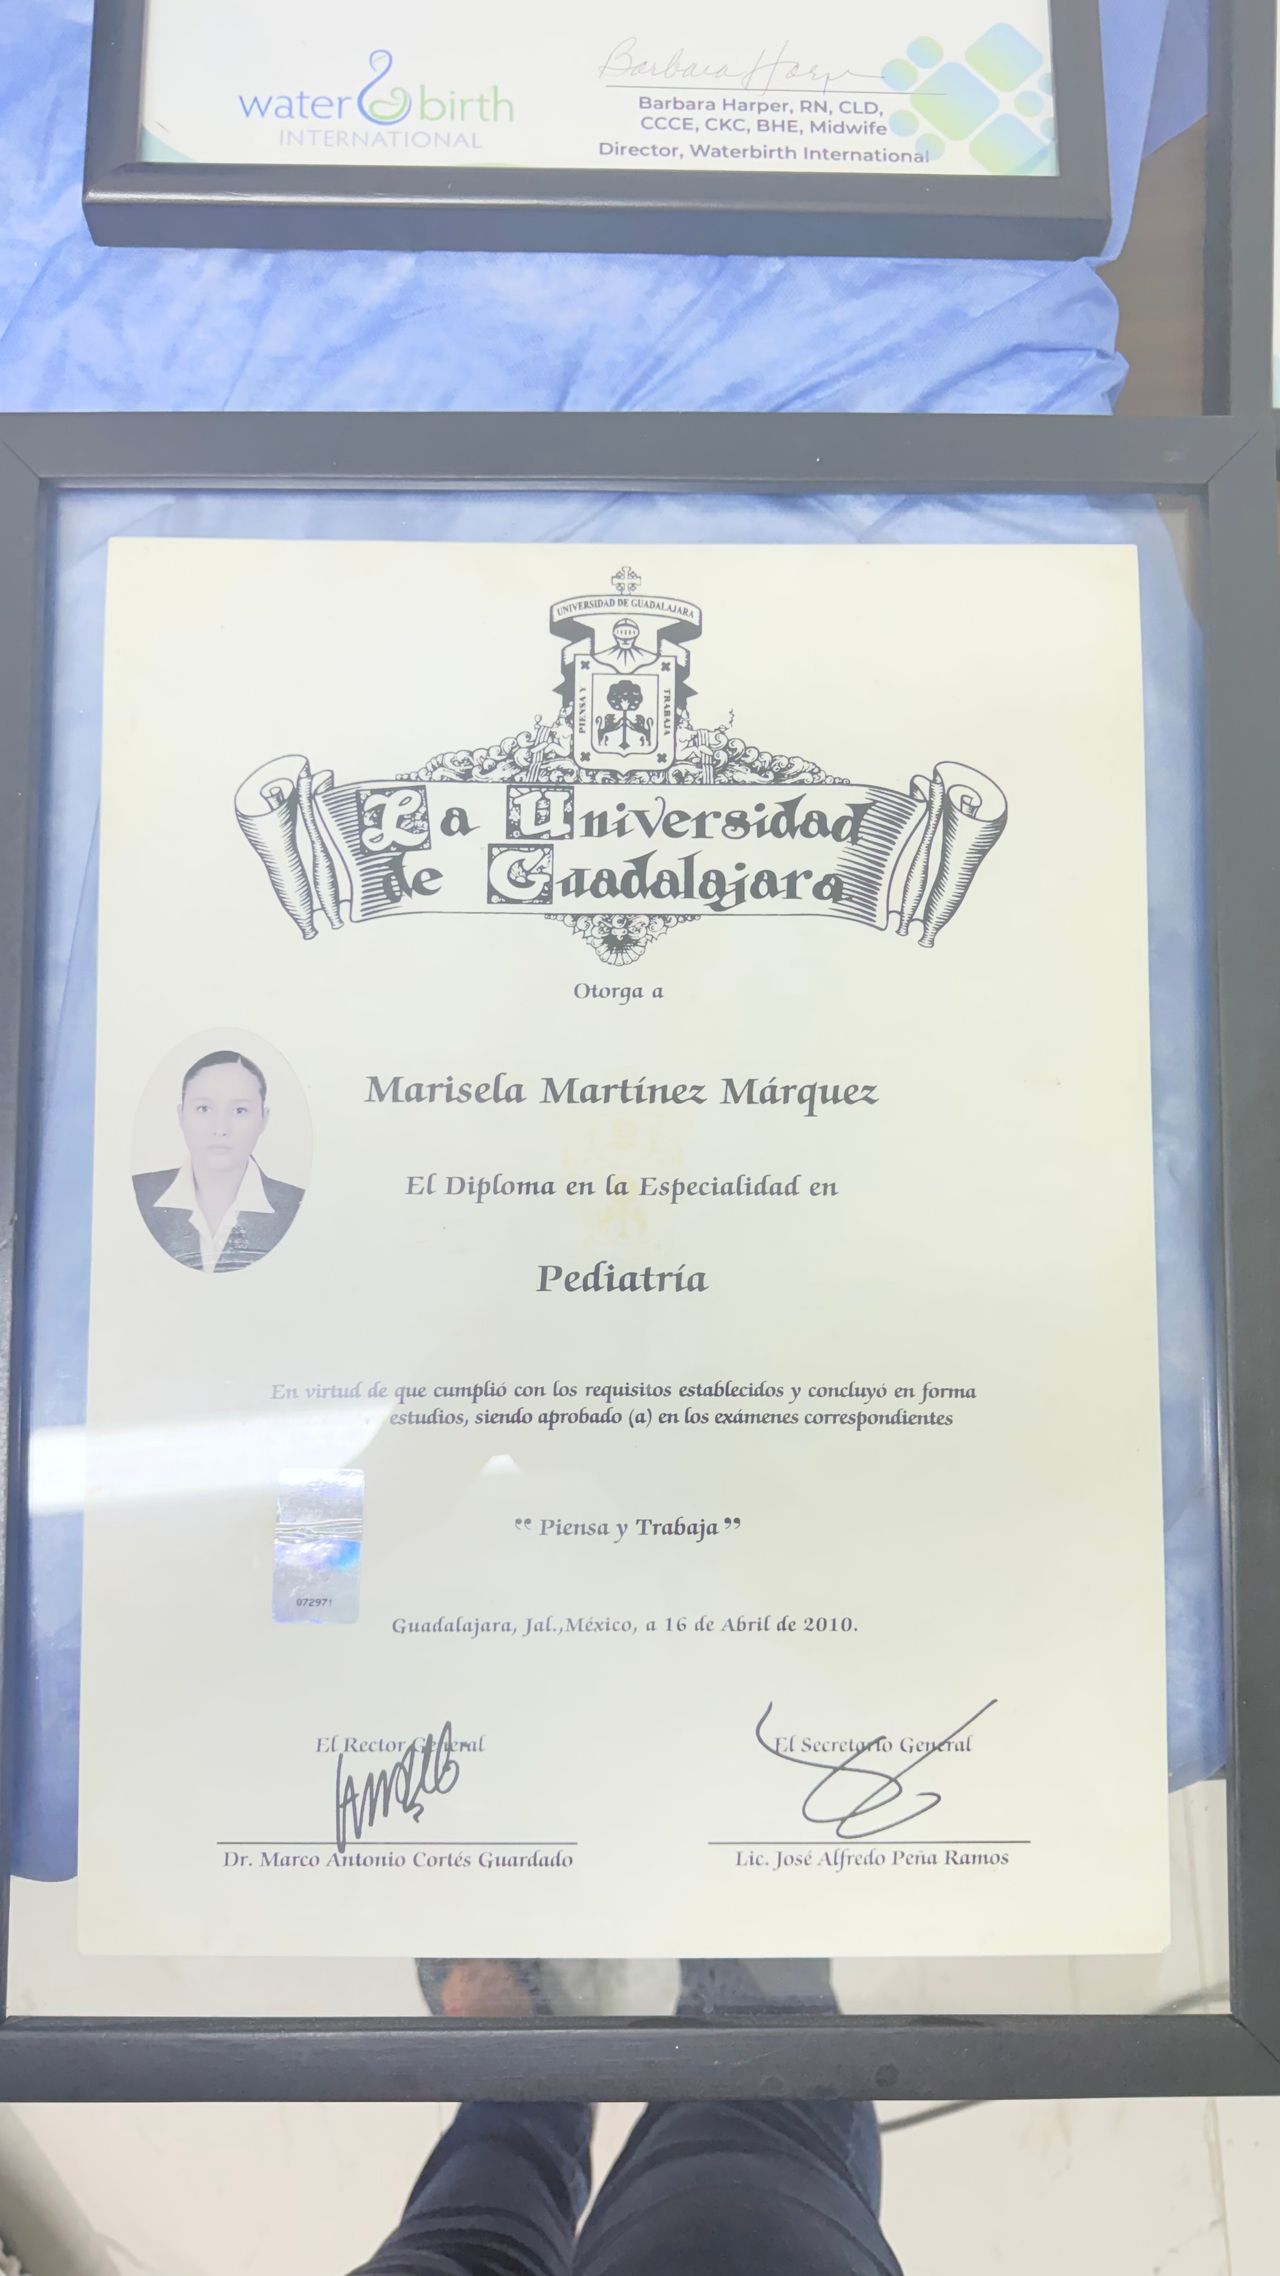 Barbara Harper
water birth
INTERNATIONAL
Barbara Harper, RN, CLD,
CCCE, CKC, BHE, Midwife
Director, Waterbirth International
UNIVERSIDAD DE GUADALAJARA
PIENSA Y
TRABAJA
La Universidad
de Guadalajara
Otorga a
Marisela Martínez Márquez
El Diploma en la Especialidad en
Pediatría
En virtud de que cumplió con los requisitos establecidos y concluyó en forma
estudios, siendo aprobado (a) en los exámenes correspondientes
" Piensa y Trabaja "
072971
Guadalajara, Jal.,México, a 16 de Abril de 2010.
El Rector General
El Secretario General
Dr. Marco Antonio Cortés Guardado
Lic. José Alfredo Peña Ramos